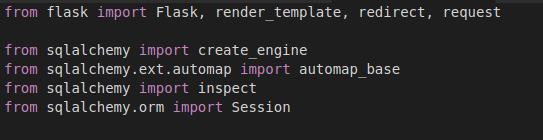 from flask import Flask, render_template, redirect, request
from sqlalchemy import create_engine
from sqlalchemy.ext.automap import automap_base
from sqlalchemy import inspect
from sqlalchemy.orm import Session